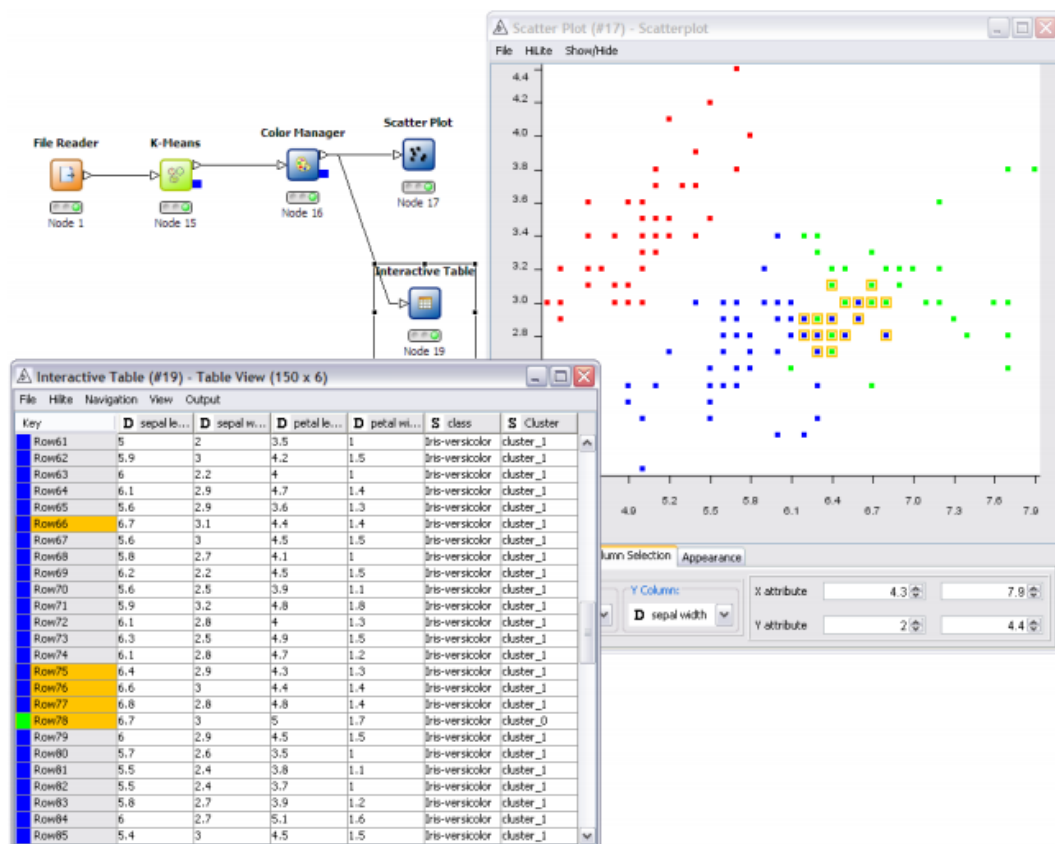 Scatter Plot (#17) - Scatterplot
File HiLite Show/Hide
4.4
4.2
4.0
3.8
3.6
3.4
3.2
3.0
2.8
4.9 5.2 5.5 5.8 6.1 6.4 6.7 7.0 7.3 7.6 7.9
File Reader
Node 1
K-Means
Node 15
Color Manager
Node 16
Scatter Plot
Node 17
Interactive Table
Node 19
lumn Selection Appearance
Y Column:
D sepal width
X attribute 4.3 7.9
Y attribute 2 4.4
Interactive Table (#19) - Table View (150 x 6)
File Hilite Navigation View Output
Key D sepal le... D sepal w... D petal le... D petal wi... S class S Cluster
Row61 5 2 3.5 1 Iris-versicolor cluster_1
Row62 5.9 3 4.2 1.5 Iris-versicolor cluster_1
Row63 6 2.2 4 1 Iris-versicolor cluster_1
Row64 6.1 2.9 4.7 1.4 Iris-versicolor cluster_1
Row65 5.6 2.9 3.6 1.3 Iris-versicolor cluster_1
Row66 6.7 3.1 4.4 1.4 Iris-versicolor cluster_1
Row67 5.6 3 4.5 1.5 Iris-versicolor cluster_1
Row68 5.8 2.7 4.1 1 Iris-versicolor cluster_1
Row69 6.2 2.2 4.5 1.5 Iris-versicolor cluster_1
Row70 5.6 2.5 3.9 1.1 Iris-versicolor cluster_1
Row71 5.9 3.2 4.8 1.8 Iris-versicolor cluster_1
Row72 6.1 2.8 4 1.3 Iris-versicolor cluster_1
Row73 6.3 2.5 4.9 1.5 Iris-versicolor cluster_1
Row74 6.1 2.8 4.7 1.2 Iris-versicolor cluster_1
Row75 6.4 2.9 4.3 1.3 Iris-versicolor cluster_1
Row76 6.6 3 4.4 1.4 Iris-versicolor cluster_1
Row77 6.8 2.8 4.8 1.4 Iris-versicolor cluster_1
Row78 6.7 3 5 1.7 Iris-versicolor cluster_0
Row79 6 2.9 4.5 1.5 Iris-versicolor cluster_1
Row80 5.7 2.6 3.5 1 Iris-versicolor cluster_1
Row81 5.5 2.4 3.8 1.1 Iris-versicolor cluster_1
Row82 5.5 2.4 3.7 1 Iris-versicolor cluster_1
Row83 5.8 2.7 3.9 1.2 Iris-versicolor cluster_1
Row84 6 2.7 5.1 1.6 Iris-versicolor cluster_1
Row85 5.4 3 4.5 1.5 Iris-versicolor cluster_1